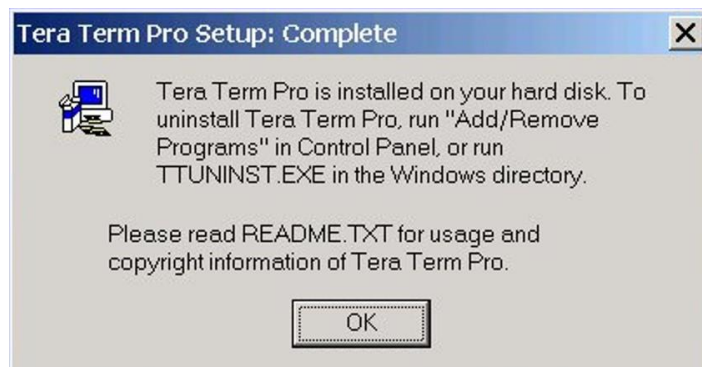 Tera Term Pro Setup: Complete
Tera Term Pro is installed on your hard disk. To
uninstall Tera Term Pro, run "Add/Remove
Programs" in Control Panel, or run
TTUNINST.EXE in the Windows directory.
Please read README.TXT for usage and
copyright information of Tera Term Pro.
OK